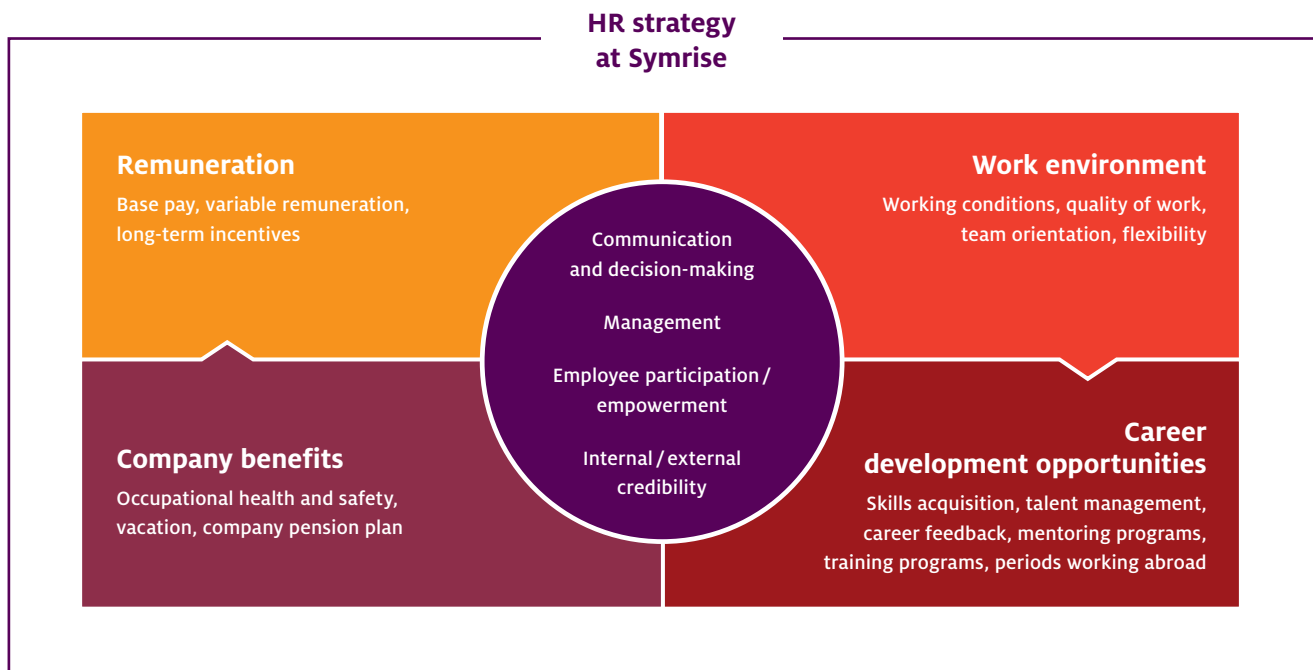 HR strategy
at Symrise
Remuneration
Base pay, variable remuneration,
long-term incentives
Work environment
Working conditions, quality of work,
team orientation, flexibility
Communication
and decision-making
Management
Employee participation /
empowerment
Internal / external
credibility
Company benefits
Occupational health and safety,
vacation, company pension plan
Career
development opportunities
Skills acquisition, talent management,
career feedback, mentoring programs,
training programs, periods working abroad